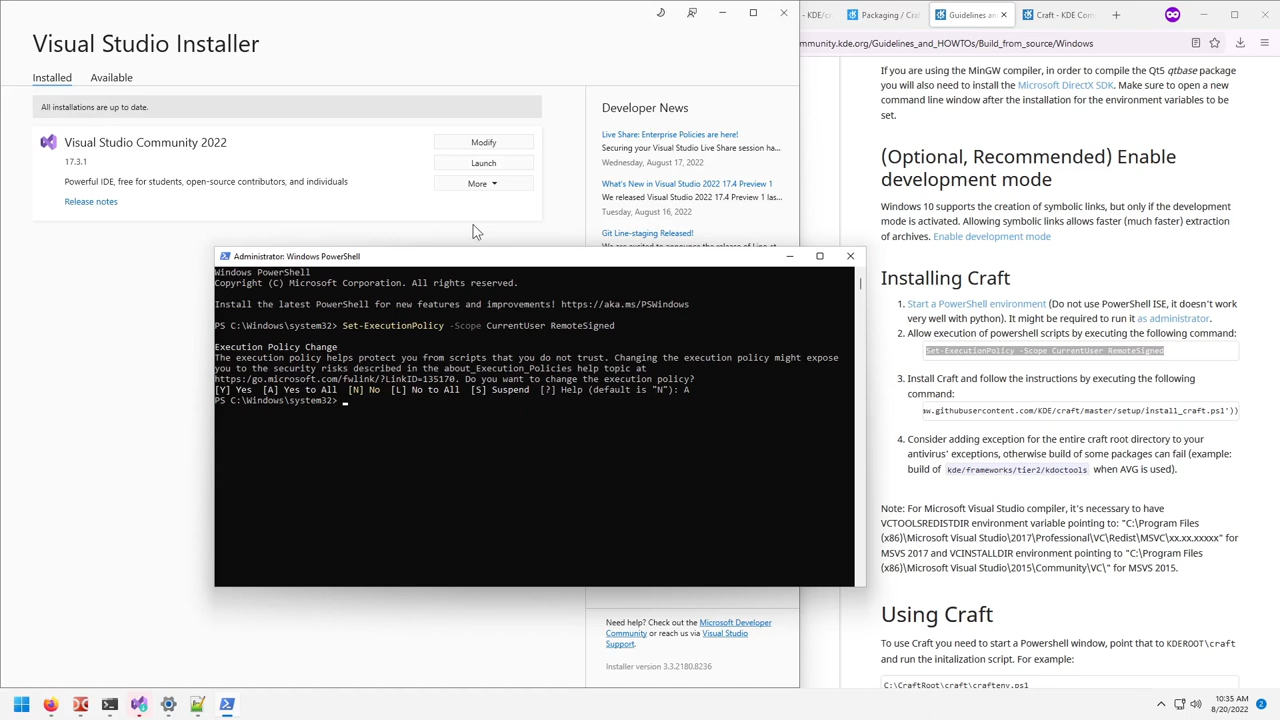 Visual Studio Installer
Installed
Available
All installations are up to date.
Visual Studio Community 2022
17.3.1
Powerful IDE, free for students, open-source contributors, and individuals
Release notes
Modify
Launch
More
Developer News
Live Share: Enterprise Policies are here!
Securing your Visual Studio Live Share session ha...
Wednesday, August 17, 2022
What's New in Visual Studio 2022 17.4 Preview 1
We released Visual Studio 2022 17.4 Preview 1 las...
Tuesday, August 16, 2022
Git Line-staging Released!
Need help? Check out the Microsoft Developer
Community or reach us via Visual Studio
Support.
Installer version 3.3.2180.8236
Administrator: Windows PowerShell
Windows PowerShell
Copyright (C) Microsoft Corporation. All rights reserved.
Install the latest PowerShell for new features and improvements! https://aka.ms/PSWindows
PS C:\Windows\system32> Set-ExecutionPolicy -Scope CurrentUser RemoteSigned
Execution Policy Change
The execution policy helps protect you from scripts that you do not trust. Changing the execution policy might expose
you to the security risks described in the about_Execution_Policies help topic at
https:/go.microsoft.com/fwlink/?LinkID=135170. Do you want to change the execution policy?
[Y] Yes [A] Yes to All [N] No [L] No to All [S] Suspend [?] Help (default is "N"): A
PS C:\Windows\system32>
- KDE/cr
Packaging / Cra
Guidelines an
Craft - KDE Com
mmunity.kde.org/Guidelines_and_HOWTOs/Build_from_source/Windows
If you are using the MinGW compiler, in order to compile the Qt5 qtbase package
you will also need to install the Microsoft DirectX SDK. Make sure to open a new
command line window after the installation for the environment variables to be
set.
(Optional, Recommended) Enable
development mode
Windows 10 supports the creation of symbolic links, but only if the development
mode is activated. Allowing symbolic links allows faster (much faster) extraction
of archives. Enable development mode
Installing Craft
1. Start a PowerShell environment (Do not use PowerShell ISE, it doesn't work
very well with python). It might be required to run it as administrator.
2. Allow execution of powershell scripts by executing the following command:
Set-ExecutionPolicy -Scope CurrentUser RemoteSigned
3. Install Craft and follow the instructions by executing the following
command:
aw.githubusercontent.com/KDE/craft/master/setup/install_craft.ps1'))
4. Consider adding exception for the entire craft root directory to your
antivirus' exceptions, otherwise build of some packages can fail (example:
build of kde/frameworks/tier2/kdoctools when AVG is used).
Note: For Microsoft Visual Studio compiler, it's necessary to have
VCTOOLSREDISTDIR environment variable pointing to: "C:\Program Files
(x86)\Microsoft Visual Studio\2017\Professional\VC\Redist\MSVC\xx.xx.xxxxx" for
MSVS 2017 and VCINSTALLDIR environment pointing to "C:\Program Files
(x86)\Microsoft Visual Studio\2015\Community\VC\" for MSVS 2015.
Using Craft
To use Craft you need to start a Powershell window, point that to KDEROOT\craft
and run the initalization script. For example:
C:\CraftRoot\craft\craftenv.ps1
10:35 AM
8/20/2022
2